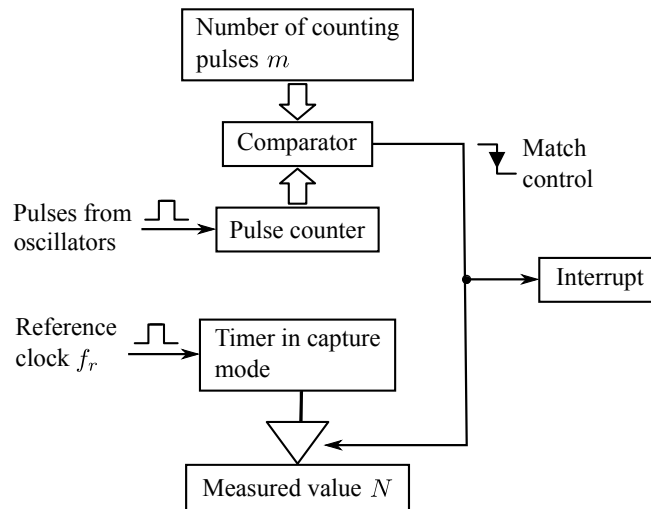 Number of counting
pulses m
Comparator
Match
control
Pulses from
oscillators
Pulse counter
Interrupt
Reference
clock f_r
Timer in capture
mode
Measured value N